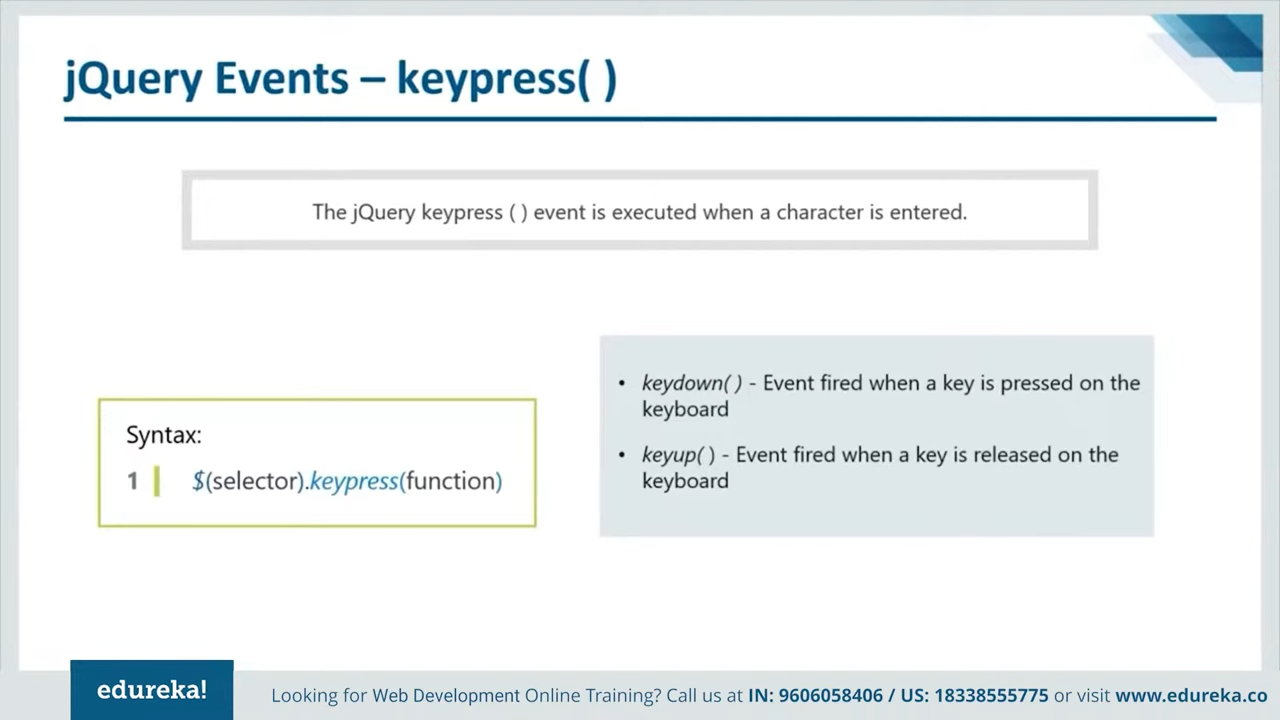 jQuery Events – keypress( )
The jQuery keypress ( ) event is executed when a character is entered.
Syntax:
1 $(selector).keypress(function)
• keydown( ) - Event fired when a key is pressed on the
keyboard
• keyup( ) - Event fired when a key is released on the
keyboard
edureka!
Looking for Web Development Online Training? Call us at IN: 9606058406 / US: 18338555775 or visit www.edureka.co